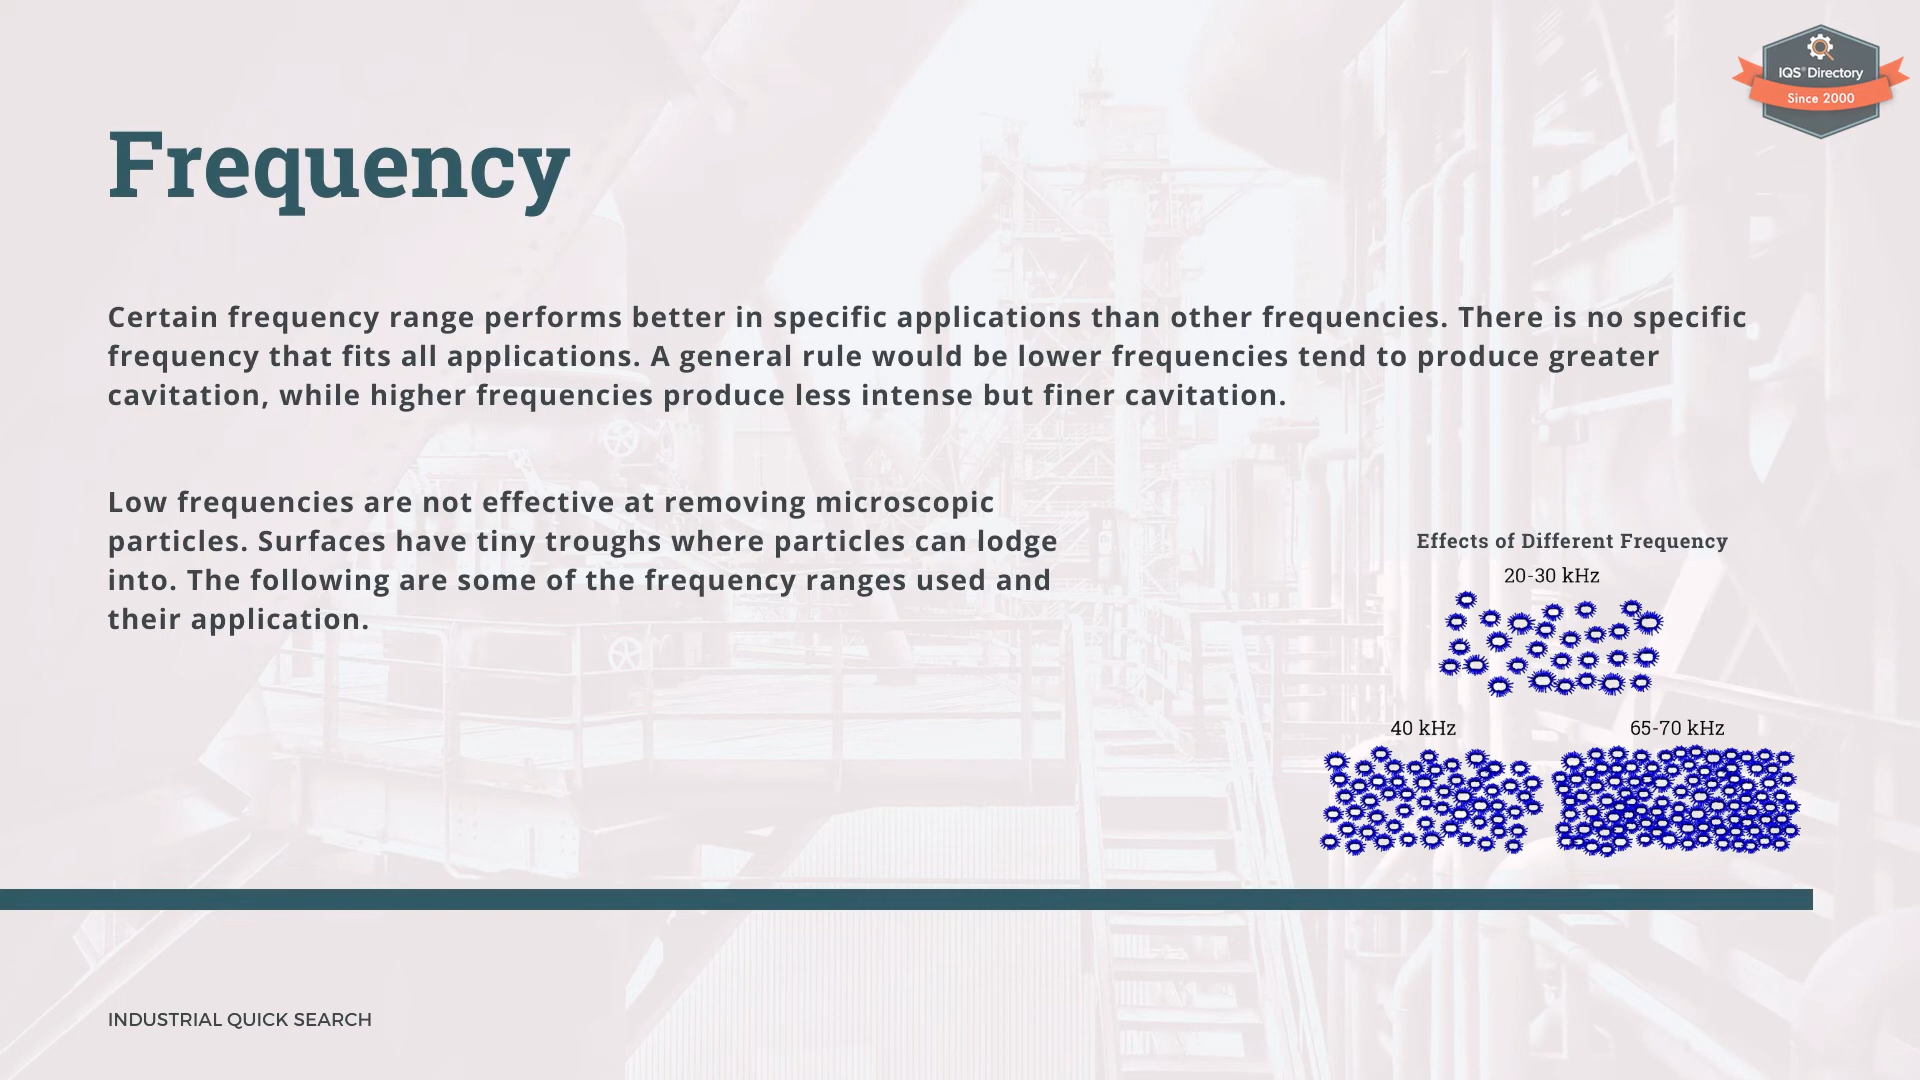 IQS® Directory
Since 2000
Frequency
Certain frequency range performs better in specific applications than other frequencies. There is no specific
frequency that fits all applications. A general rule would be lower frequencies tend to produce greater
cavitation, while higher frequencies produce less intense but finer cavitation.
Low frequencies are not effective at removing microscopic
particles. Surfaces have tiny troughs where particles can lodge
into. The following are some of the frequency ranges used and
their application.
Effects of Different Frequency
20-30 kHz
40 kHz
65-70 kHz
INDUSTRIAL QUICK SEARCH